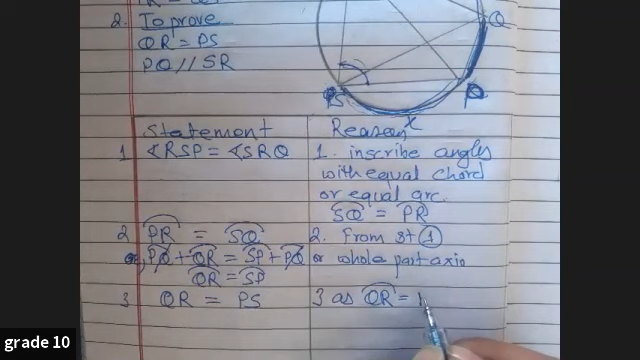 2. To prove
QR = PS
PQ // SR
Q
PS
P
Statement
Reason
1 ∢RSP = ∢SRQ
1. inscribe angles
with equal chord
or equal arc.
SQ = PR
2 PR = SQ
2. From st 1
or, PQ + QR = SP + PQ
or whole part axio
QR = SP
3 QR = PS
3 as QR =
grade 10